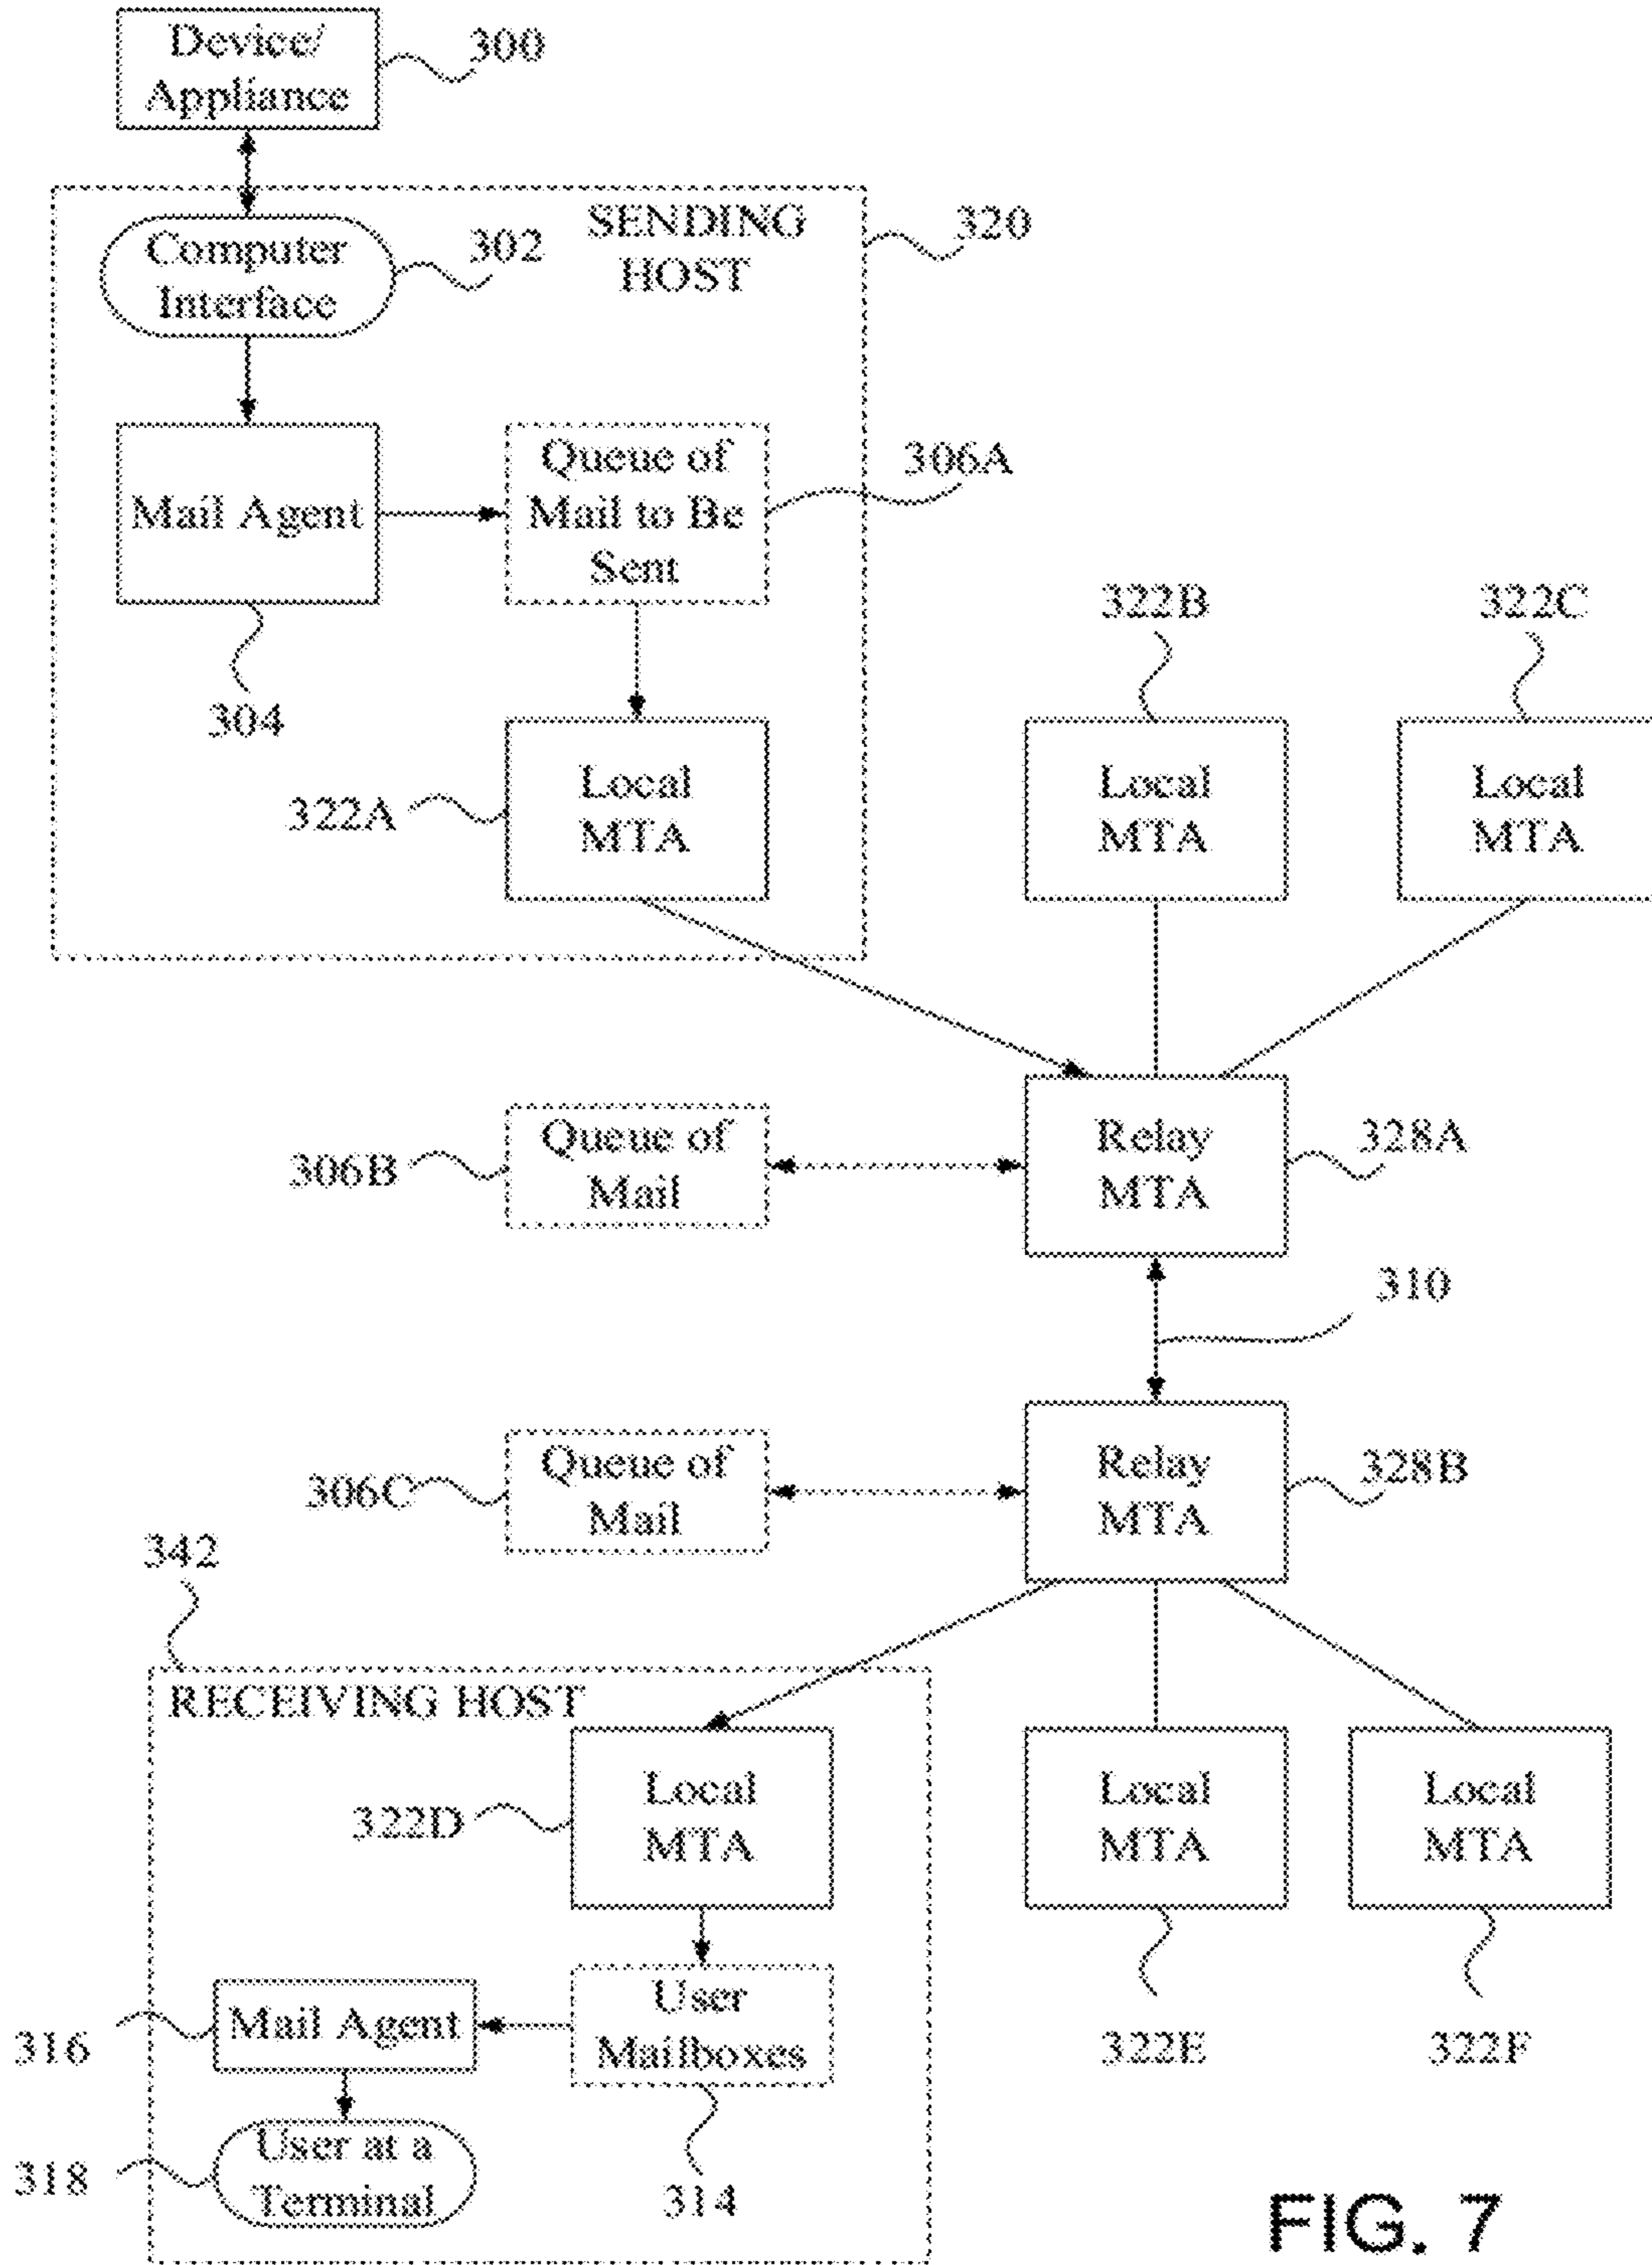 Device/
Appliance
300
SENDING
HOST
320
Computer
Interface
302
Mail Agent
304
Queue of
Mail to Be
Sent
306A
322B
322C
322A
Local
MTA
Local
MTA
Local
MTA
306B
Queue of
Mail
Relay
MTA
328A
310
306C
Queue of
Mail
Relay
MTA
328B
342
RECEIVING HOST
322D
Local
MTA
Local
MTA
Local
MTA
316
Mail Agent
User
Mailboxes
322E
322F
318
User at a
Terminal
314
FIG. 7